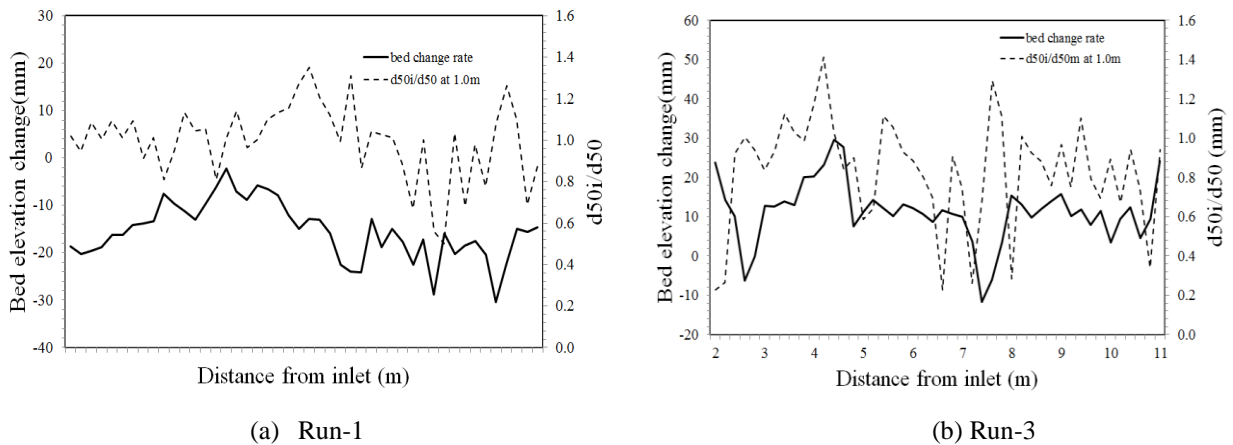 30
20
10
0
-10
-20
-30
-40
Bed elevation change(mm)
1.6
1.4
1.2
1.0
0.8
0.6
0.4
0.2
0.0
d50i/d50
bed change rate
d50i/d50 at 1.0m
Distance from inlet (m)
(a) Run-1
60
50
40
30
20
10
0
-10
-20
Bed elevation change(mm)
1.6
1.4
1.2
1.0
0.8
0.6
0.4
0.2
0.0
d50i/d50 (mm)
bed change rate
d50i/d50m at 1.0m
2 3 4 5 6 7 8 9 10 11
Distance from inlet (m)
(b) Run-3